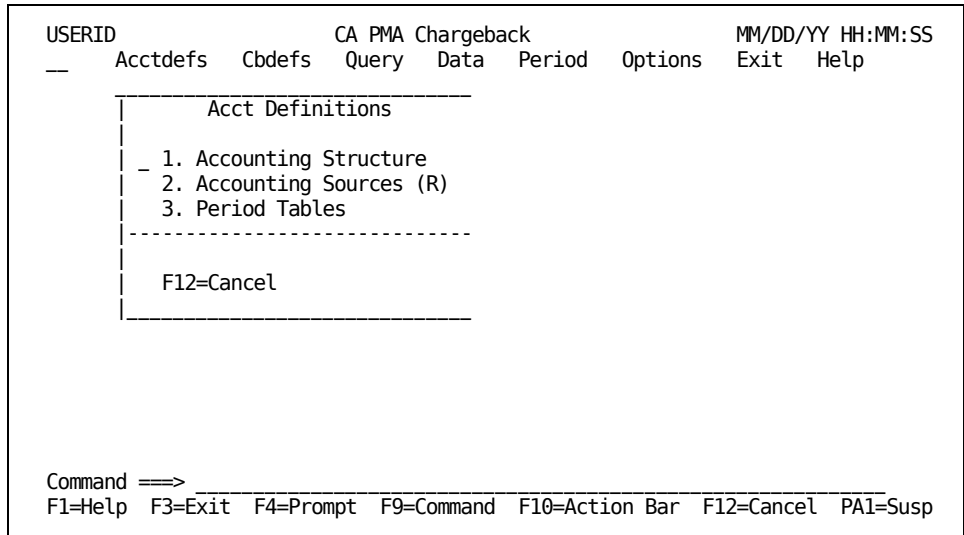 USERID CA PMA Chargeback MM/DD/YY HH:MM:SS
__ Acctdefs Cbdefs Query Data Period Options Exit Help
Acct Definitions
_ 1. Accounting Structure
2. Accounting Sources (R)
3. Period Tables
F12=Cancel
Command ===>
F1=Help F3=Exit F4=Prompt F9=Command F10=Action Bar F12=Cancel PA1=Susp